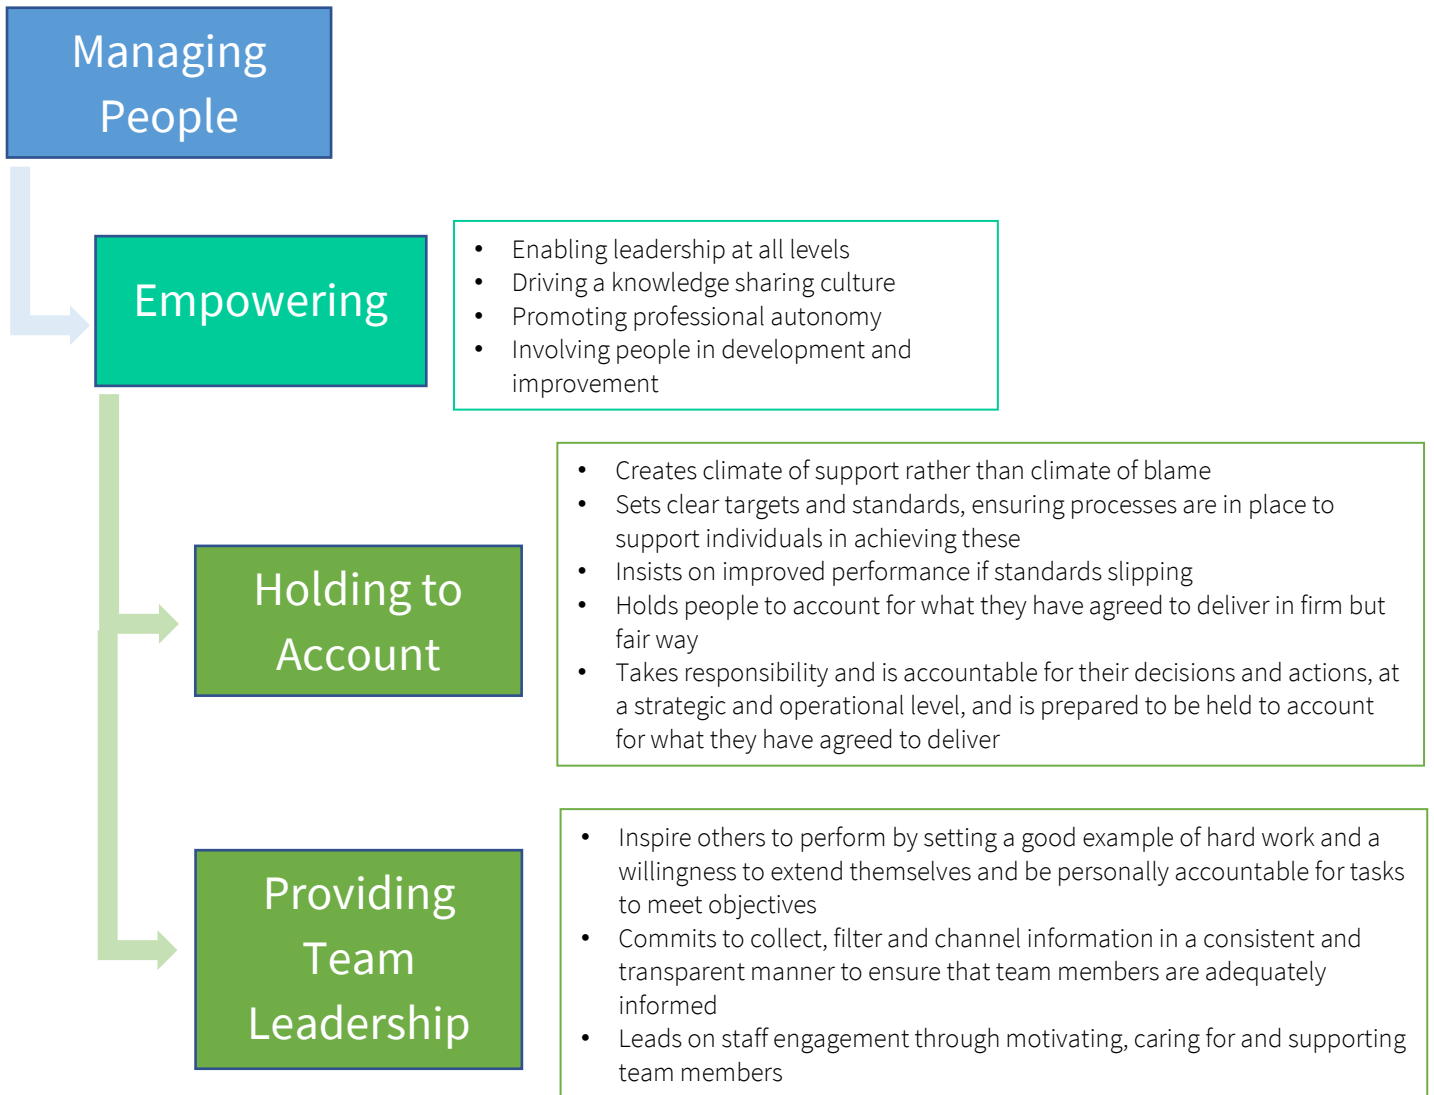 Managing
People
Empowering
• Enabling leadership at all levels
• Driving a knowledge sharing culture
• Promoting professional autonomy
• Involving people in development and
improvement
Holding to
Account
• Creates climate of support rather than climate of blame
• Sets clear targets and standards, ensuring processes are in place to
support individuals in achieving these
• Insists on improved performance if standards slipping
• Holds people to account for what they have agreed to deliver in firm but
fair way
• Takes responsibility and is accountable for their decisions and actions, at
a strategic and operational level, and is prepared to be held to account
for what they have agreed to deliver
Providing
Team
Leadership
• Inspire others to perform by setting a good example of hard work and a
willingness to extend themselves and be personally accountable for tasks
to meet objectives
• Commits to collect, filter and channel information in a consistent and
transparent manner to ensure that team members are adequately
informed
• Leads on staff engagement through motivating, caring for and supporting
team members